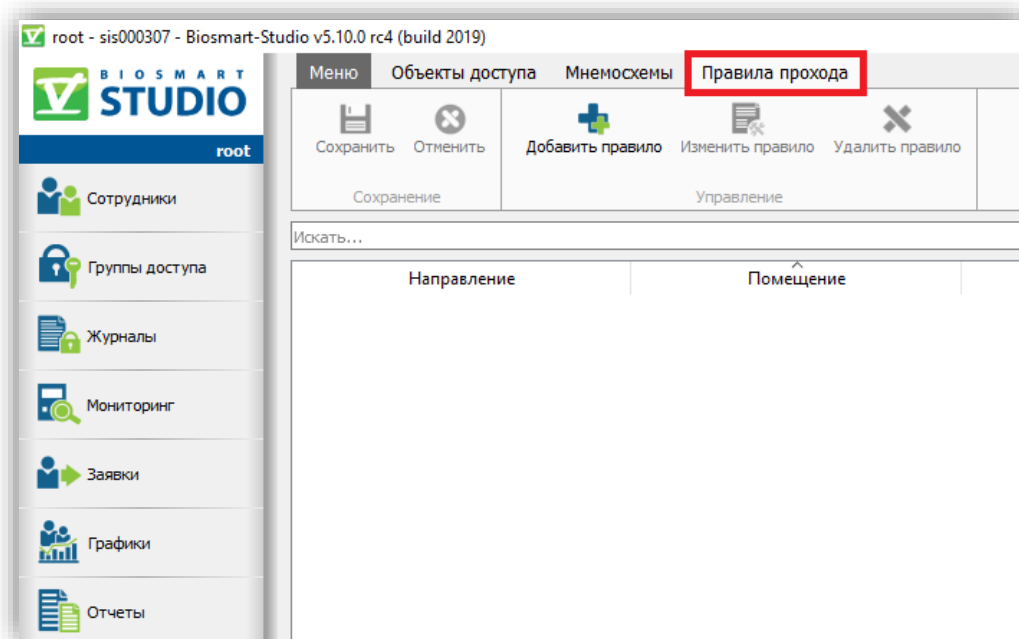 root - sis000307 - Biosmart-Studio v5.10.0 rc4 (build 2019)
BIOSMART
STUDIO
root
Меню Объекты доступа Мнемосхемы Правила прохода
Сохранить Отменить Добавить правило Изменить правило Удалить правило
Сохранение Управление
Искать...
Направление Помещение
Сотрудники
Группы доступа
Журналы
Мониторинг
Заявки
Графики
Отчеты